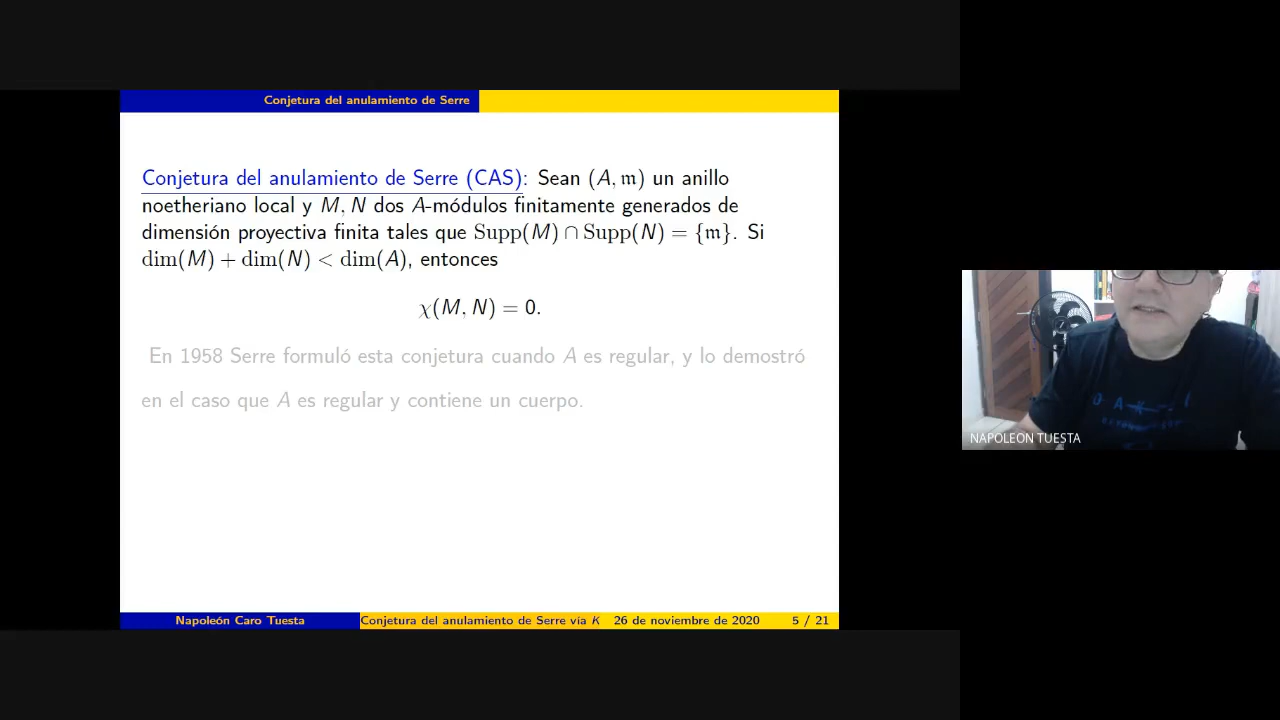 Conjetura del anulamiento de Serre
Conjetura del anulamiento de Serre (CAS): Sean (A, 𝔪) un anillo
noetheriano local y M, N dos A-módulos finitamente generados de
dimensión proyectiva finita tales que Supp(M) ∩ Supp(N) = {𝔪}. Si
dim(M) + dim(N) < dim(A), entonces
χ(M, N) = 0.
En 1958 Serre formuló esta conjetura cuando A es regular, y lo demostró
en el caso que A es regular y contiene un cuerpo.
NAPOLEON TUESTA
Napoleón Caro Tuesta Conjetura del anulamiento de Serre vía K 26 de noviembre de 2020 5 / 21